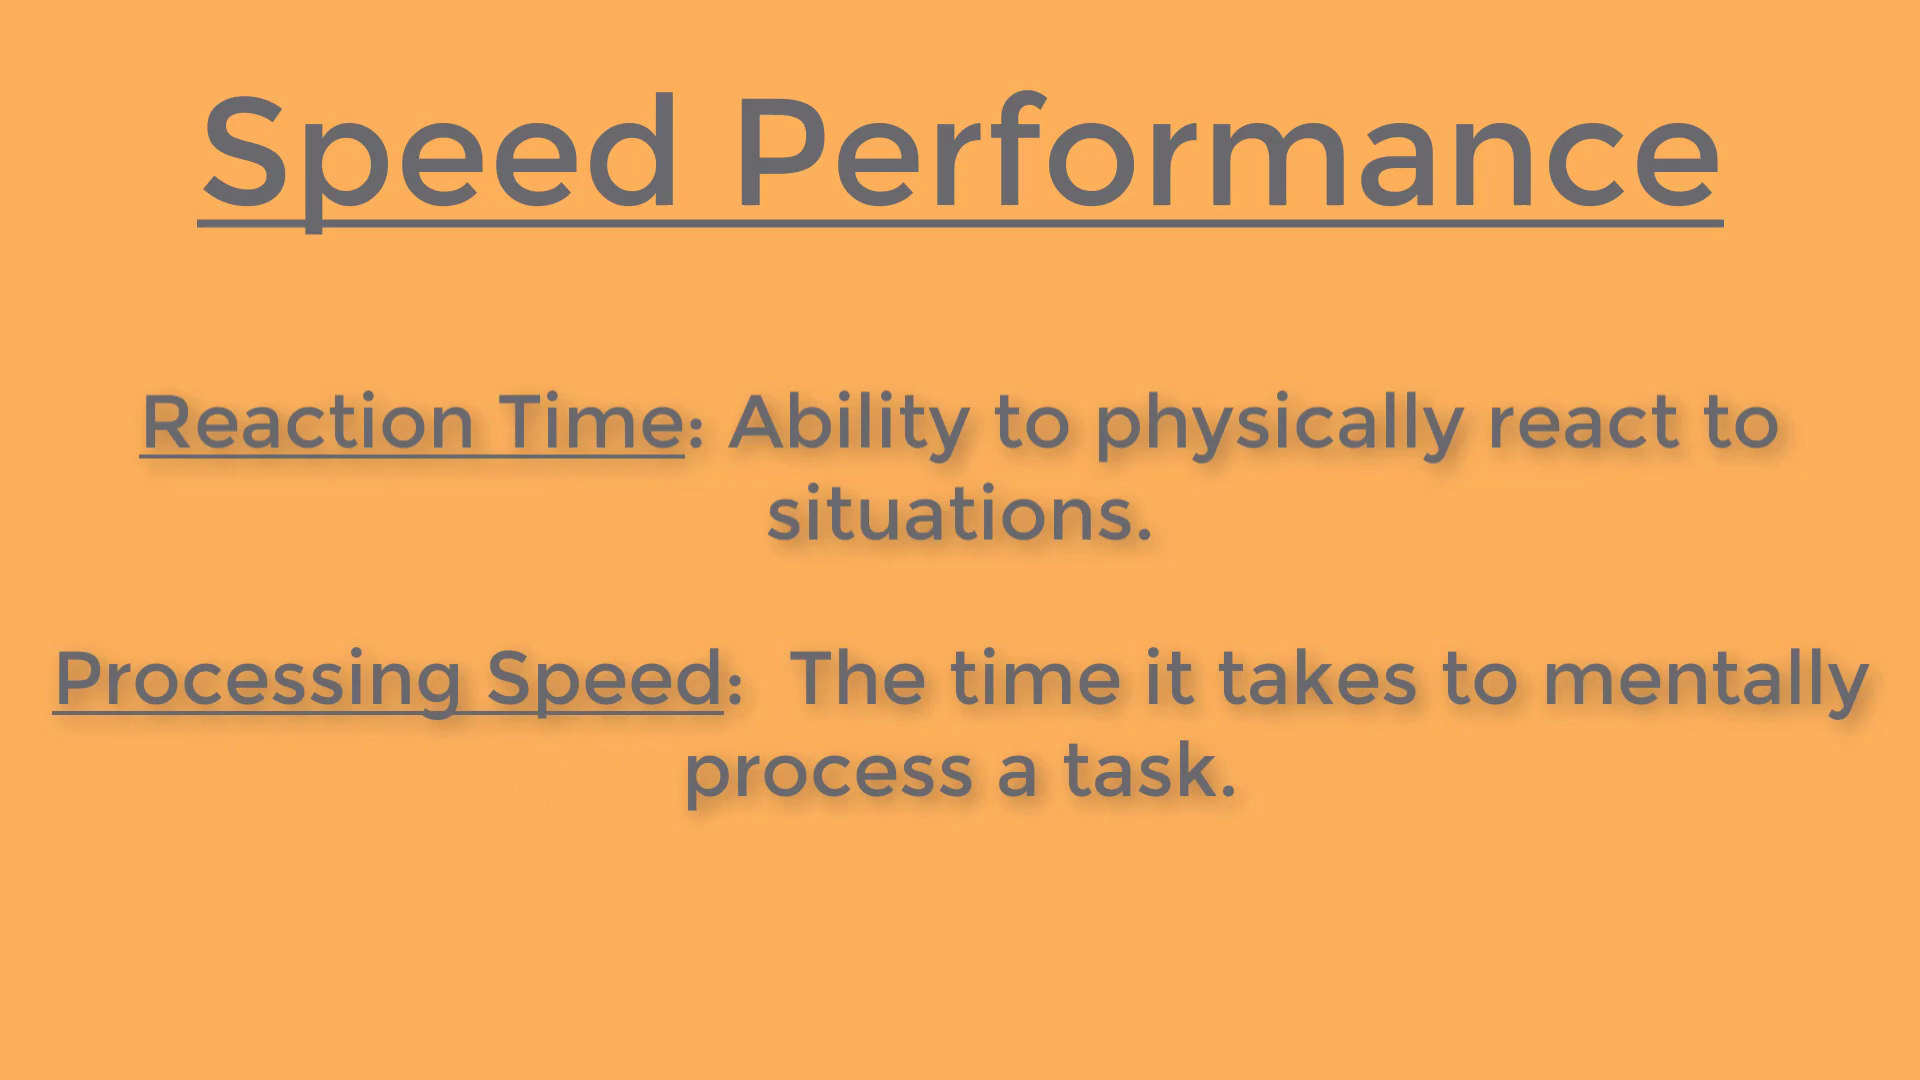 Speed Performance
Reaction Time: Ability to physically react to
situations.
Processing Speed: The time it takes to mentally
process a task.